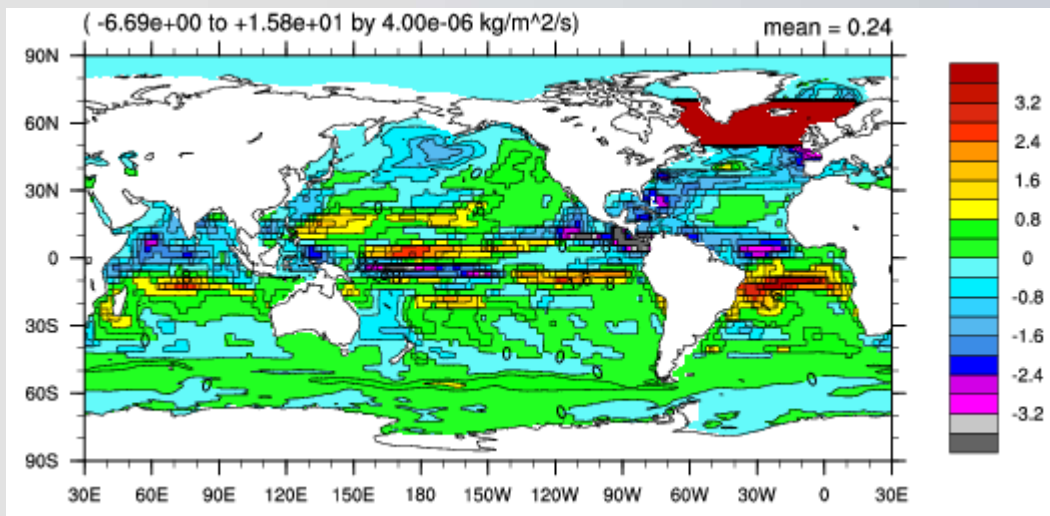 ( -6.69e+00 to +1.58e+01 by 4.00e-06 kg/m^2/s)
mean = 0.24
90N
60N
30N
0
30S
60S
90S
30E 60E 90E 120E 150E 180E 150W 120W 90W 60W 30W 0 30E
3.2
2.4
1.6
0.8
0
-0.8
-1.6
-2.4
-3.2